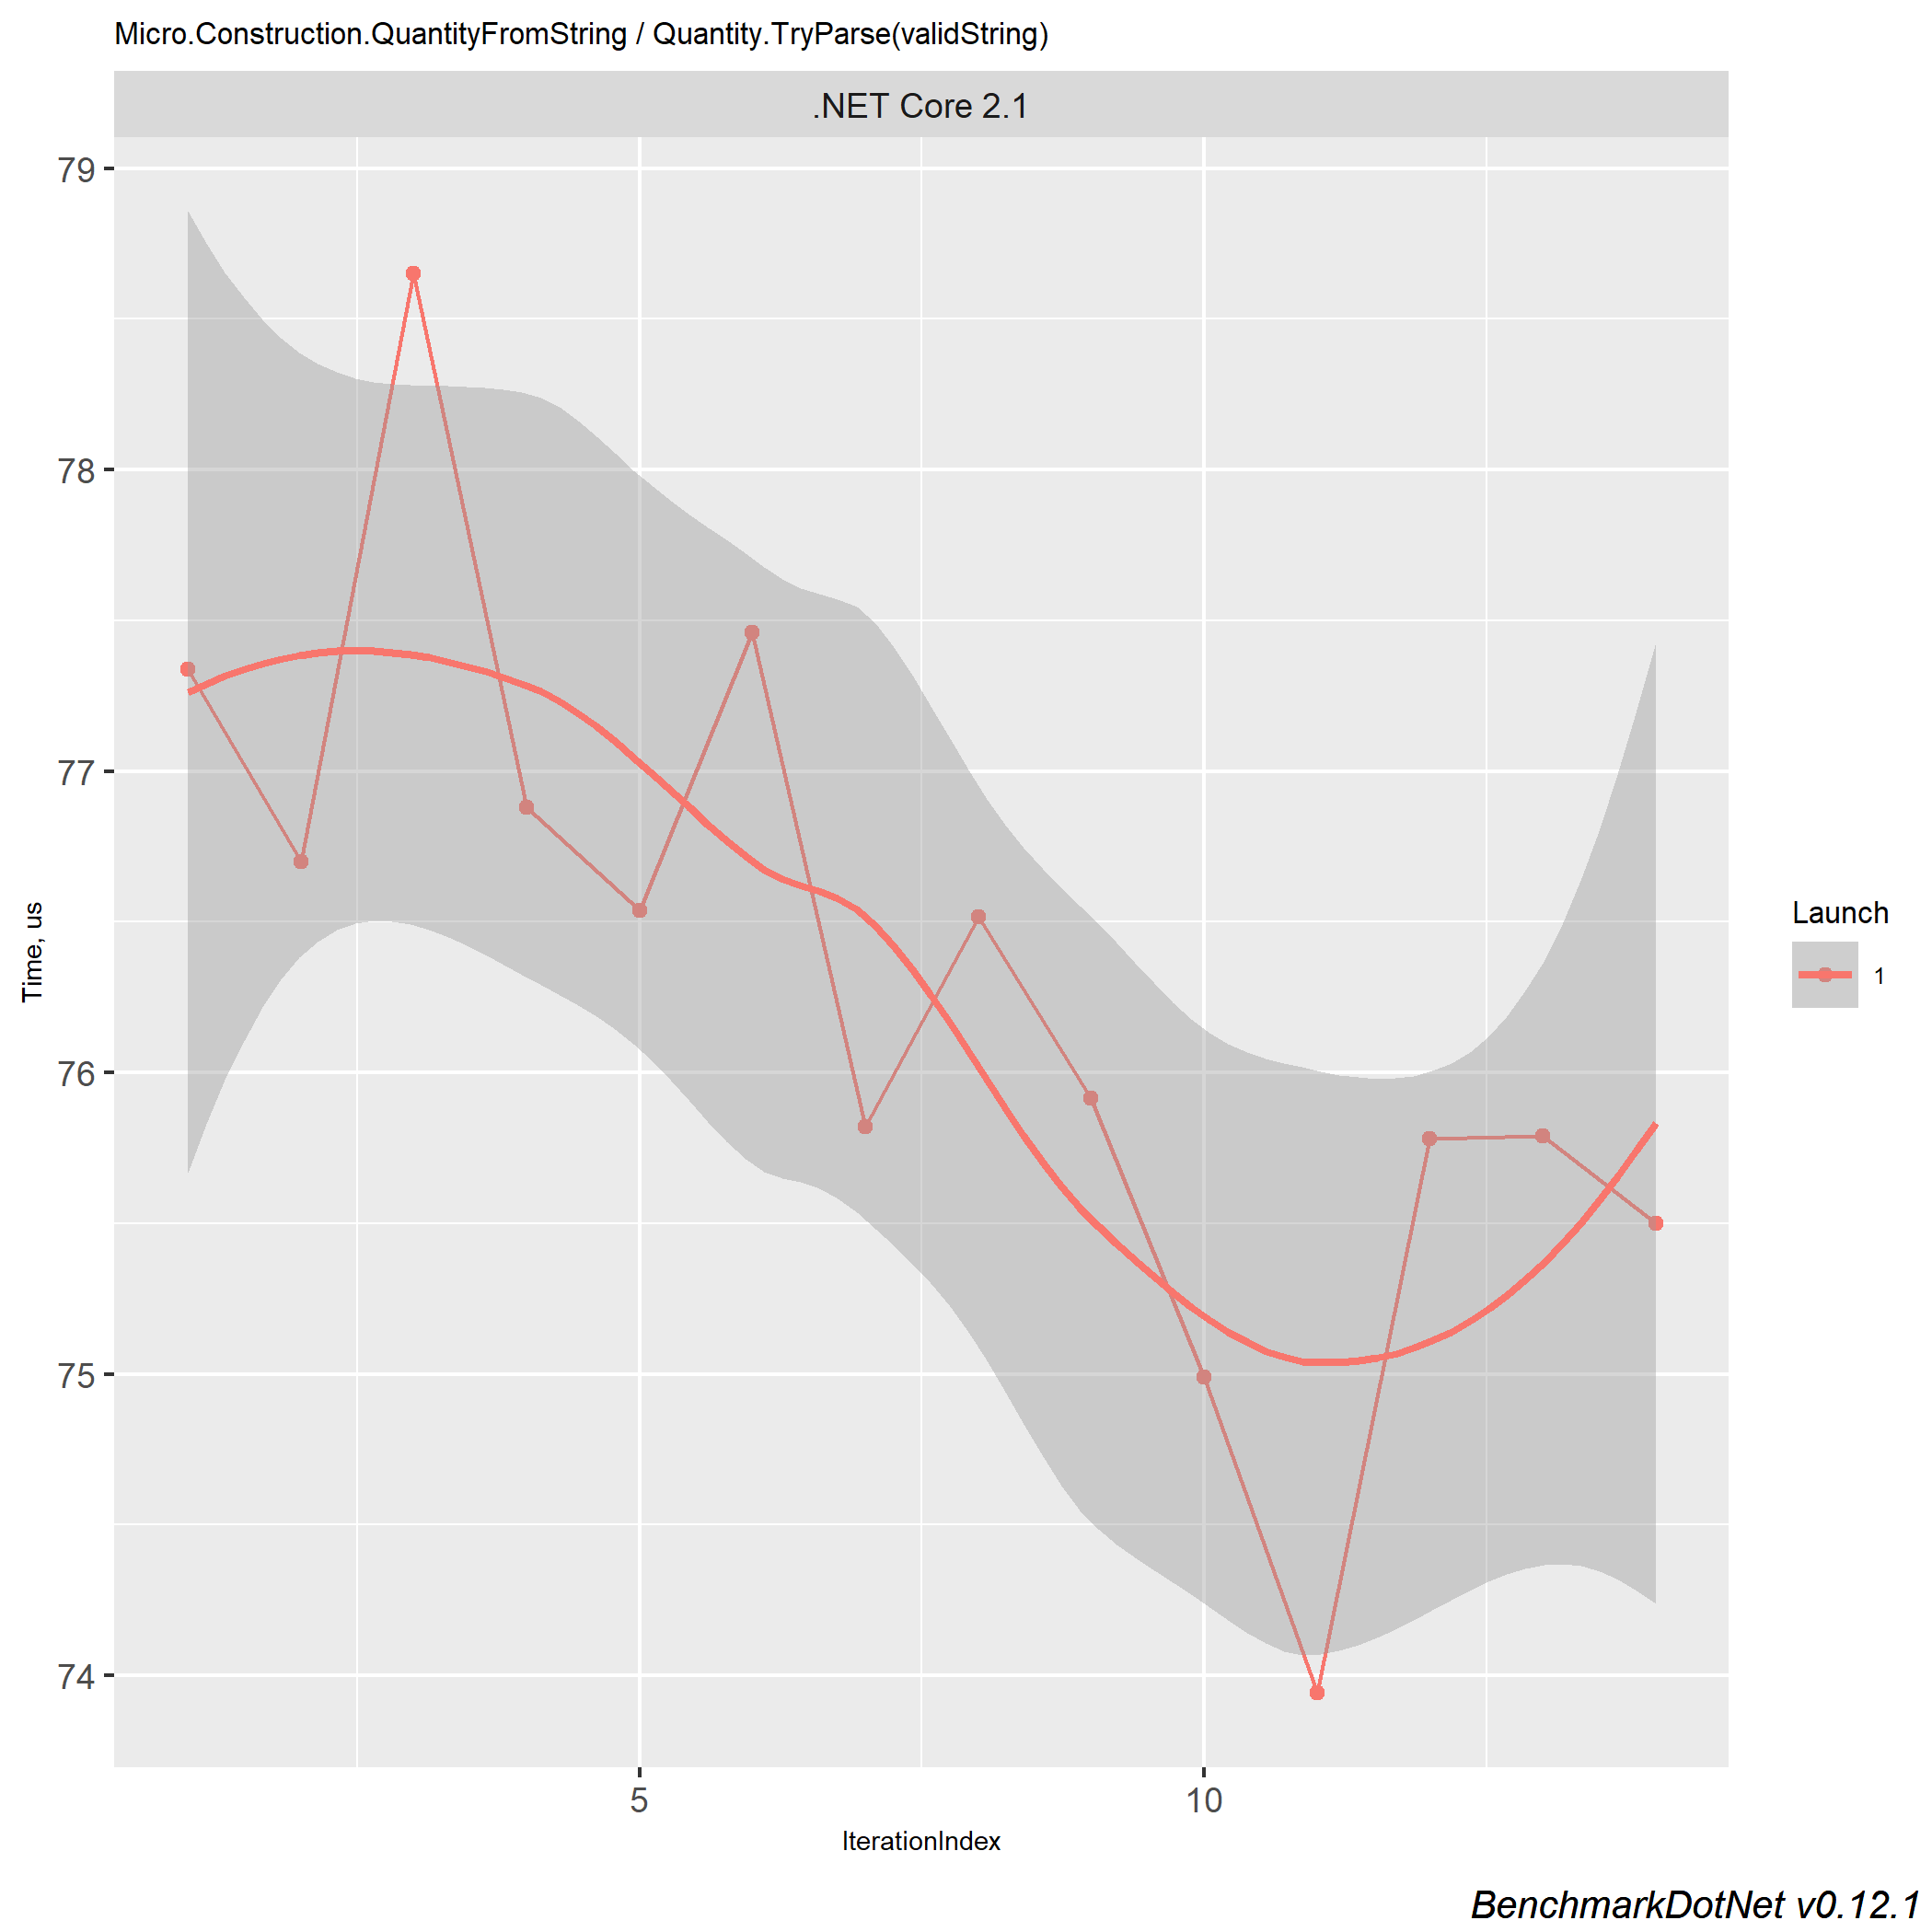 Micro.Construction.QuantityFromString / Quantity.TryParse(validString)
.NET Core 2.1
79
78
77
76
75
74
Time, us
5
10
IterationIndex
Launch
1
BenchmarkDotNet v0.12.1